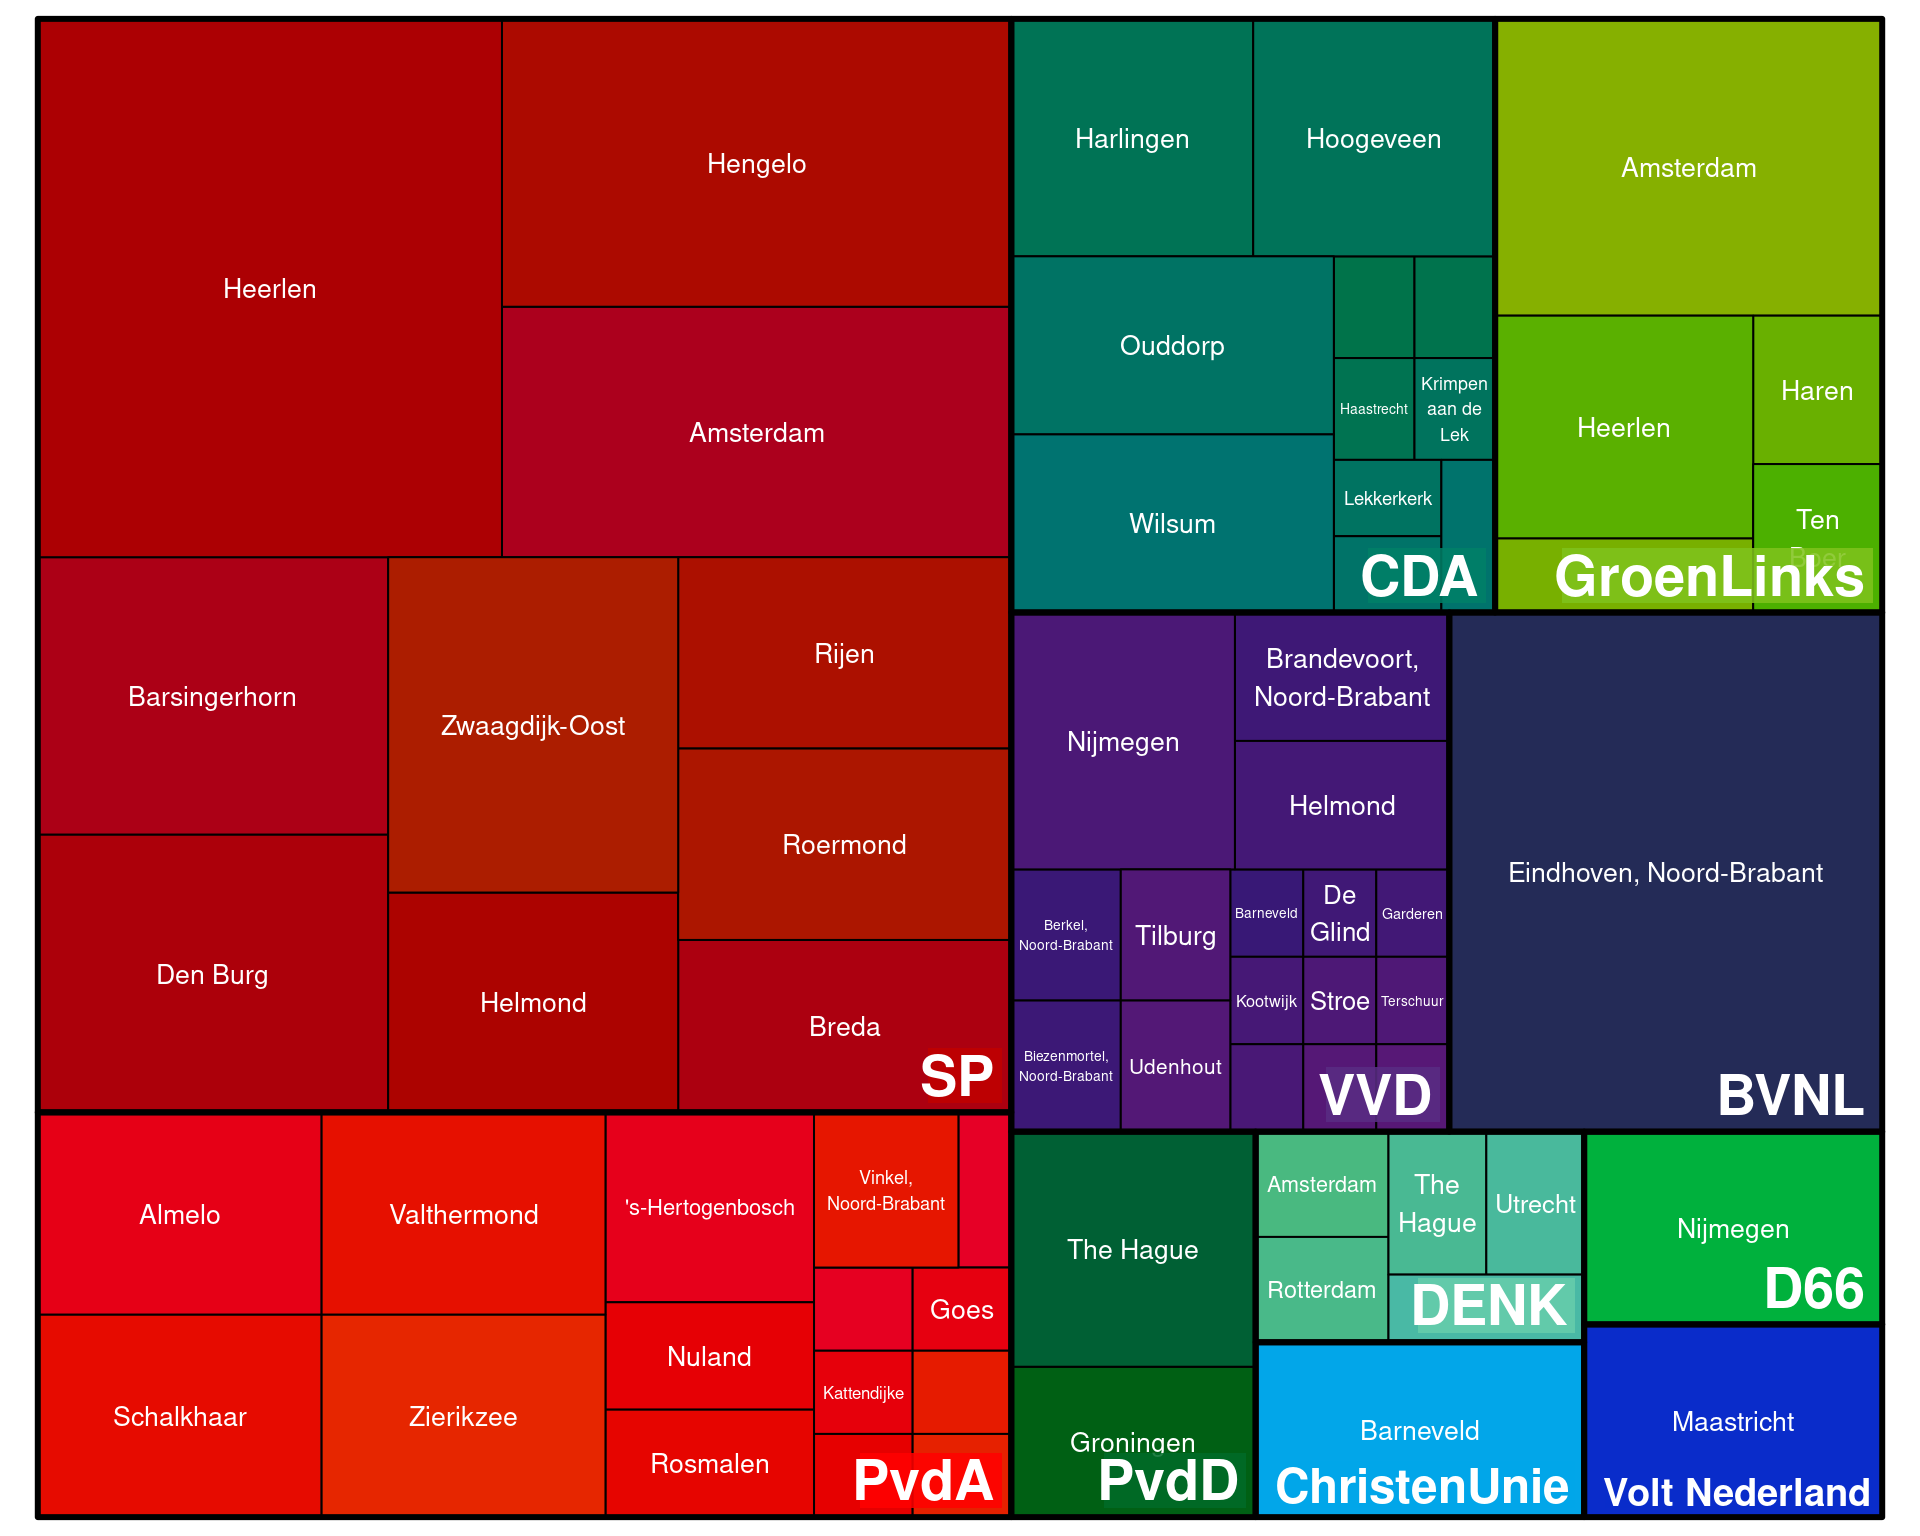 Heerlen
Hengelo
Amsterdam
Barsingerhorn
Zwaagdijk-Oost
Rijen
Roermond
Den Burg
Helmond
Breda
SP
Harlingen
Hoogeveen
Ouddorp
Haastrecht
Krimpen
aan de
Lek
Wilsum
Lekkerkerk
CDA
Amsterdam
Heerlen
Haren
Ten
Boer
GroenLinks
Nijmegen
Brandevoort,
Noord-Brabant
Helmond
Berkel,
Noord-Brabant
Tilburg
Barneveld
De
Glind
Garderen
Kootwijk
Stroe
Terschuur
Biezenmortel,
Noord-Brabant
Udenhout
VVD
Eindhoven, Noord-Brabant
BVNL
Almelo
Valthermond
's-Hertogenbosch
Vinkel,
Noord-Brabant
Goes
Nuland
Kattendijke
Schalkhaar
Zierikzee
Rosmalen
PvdA
The Hague
Groningen
PvdD
Amsterdam
The
Hague
Utrecht
Rotterdam
DENK
Barneveld
ChristenUnie
Nijmegen
D66
Maastricht
Volt Nederland